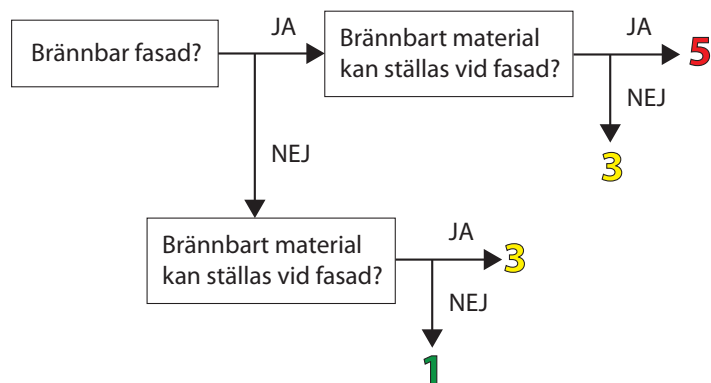 Brännbar fasad?
JA
Brännbart material
kan ställas vid fasad?
JA
5
NEJ
3
NEJ
Brännbart material
kan ställas vid fasad?
JA
3
NEJ
1